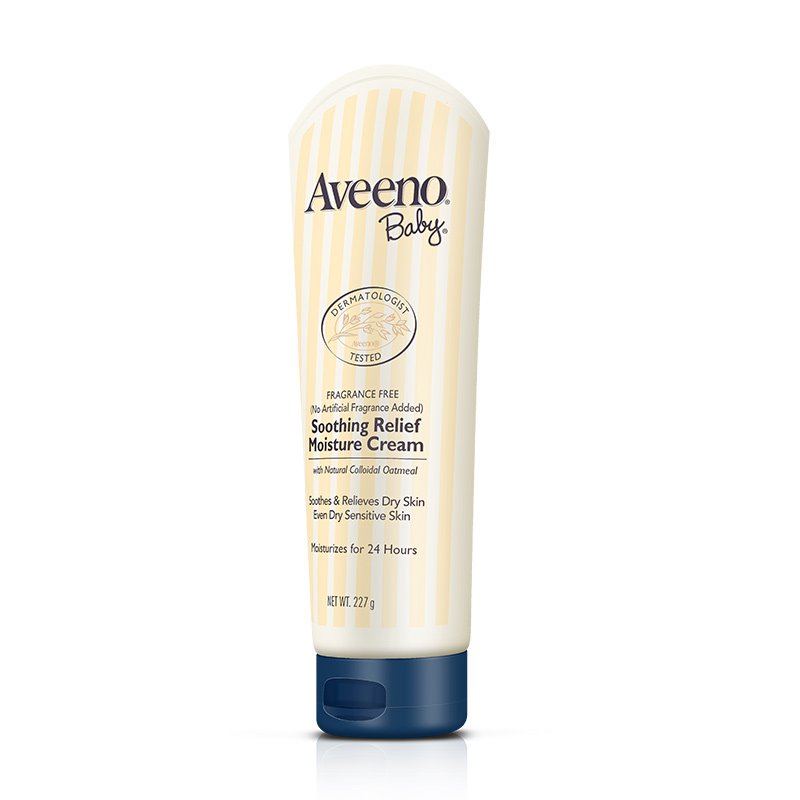 Aveeno®
Baby®
DERMATOLOGIST
Aveeno®
TESTED
FRAGRANCE FREE
(No Artificial Fragrance Added)
Soothing Relief
Moisture Cream
with Natural Colloidal Oatmeal
Soothes & Relieves Dry Skin
Even Dry Sensitive Skin
Moisturizes for 24 Hours
NET WT. 227 g